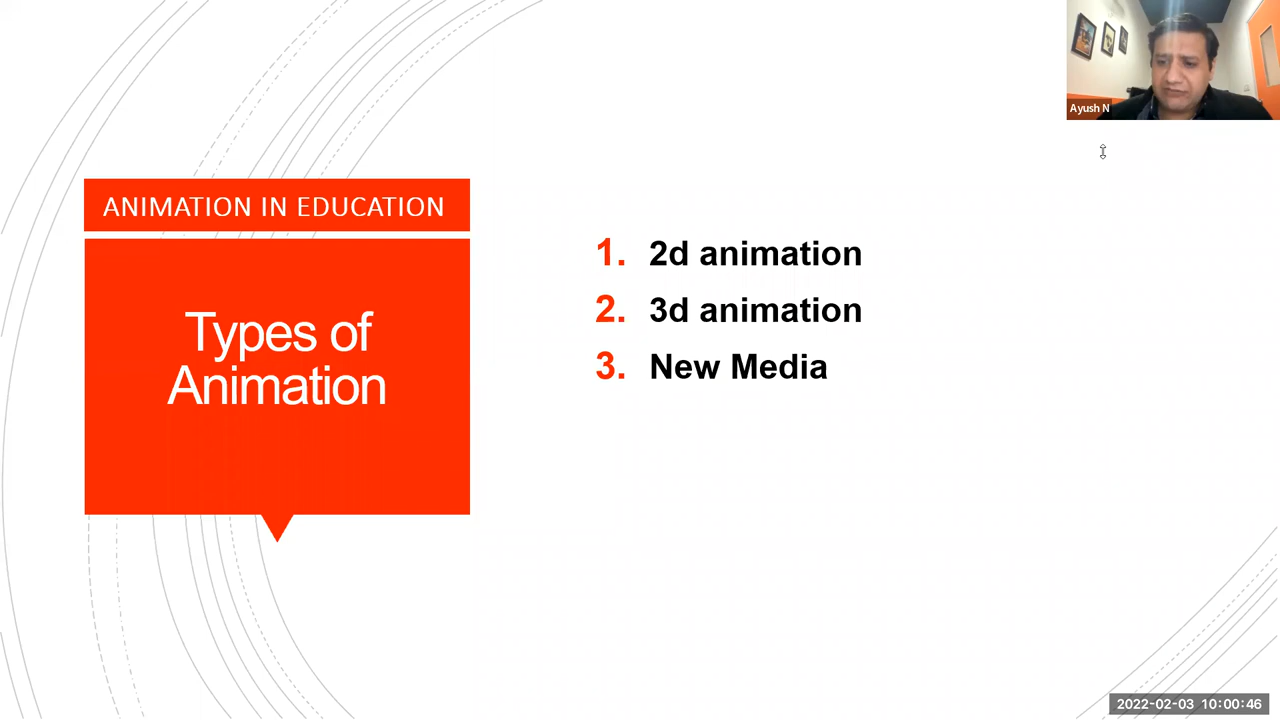 Ayush N
ANIMATION IN EDUCATION
Types of
Animation
1. 2d animation
2. 3d animation
3. New Media
2022-02-03 10:00:46